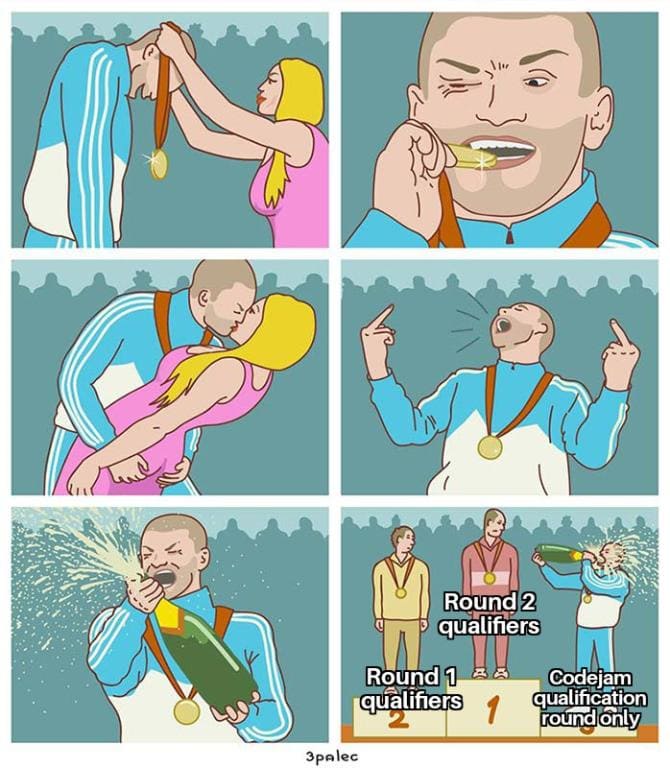 Round 2
qualifiers
Round 1
qualifiers
Codejam
qualification
round only
2
1
3palec